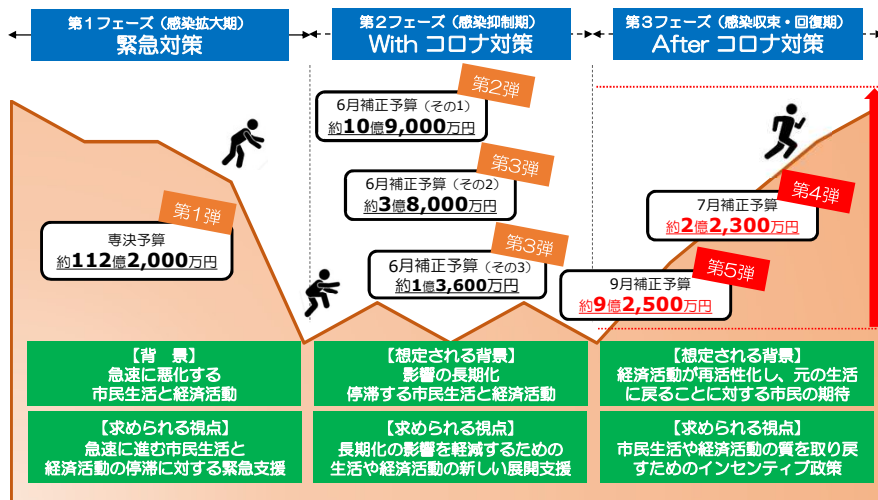 第１フェーズ（感染拡大期）
緊急対策
第２フェーズ（感染抑制期）
With コロナ対策
第３フェーズ（感染収束・回復期）
After コロナ対策
第2弾
6月補正予算（その1）
約10億9,000万円
第3弾
6月補正予算（その2）
約3億8,000万円
第1弾
専決予算
約112億2,000万円
第3弾
6月補正予算（その3）
約1億3,600万円
第4弾
7月補正予算
約2億2,300万円
第5弾
9月補正予算
約9億2,500万円
【背　景】
急速に悪化する
市民生活と経済活動
【求められる視点】
急速に進む市民生活と
経済活動の停滞に対する緊急支援
【想定される背景】
影響の長期化
停滞する市民生活と経済活動
【求められる視点】
長期化の影響を軽減するための
生活や経済活動の新しい展開支援
【想定される背景】
経済活動が再活性化し、元の生活
に戻ることに対する市民の期待
【求められる視点】
市民生活や経済活動の質を取り戻
すためのインセンティブ政策